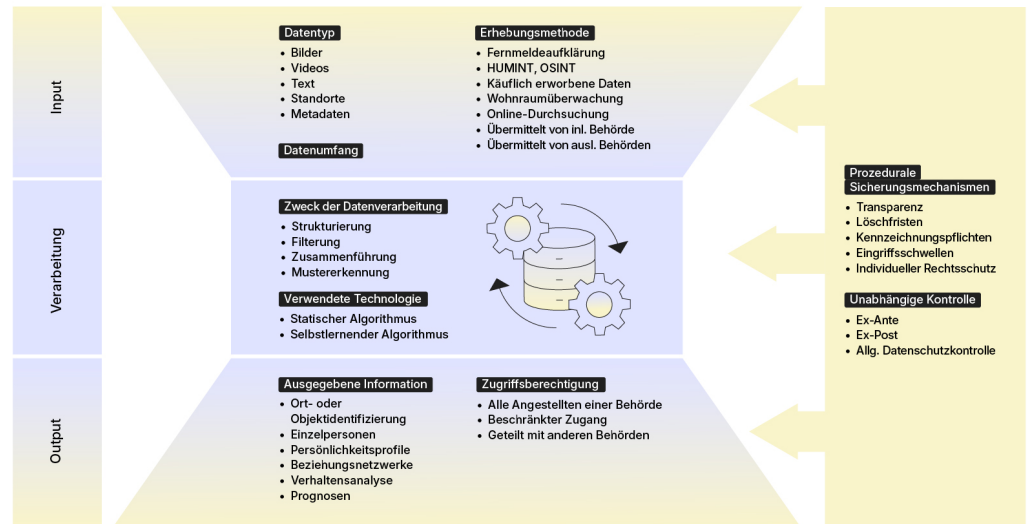 Input
Datentyp
• Bilder
• Videos
• Text
• Standorte
• Metadaten
Datenumfang
Erhebungsmethode
• Fernmeldeaufklärung
• HUMINT, OSINT
• Käuflich erworbene Daten
• Wohnraumüberwachung
• Online-Durchsuchung
• Übermittelt von inl. Behörde
• Übermittelt von ausl. Behörden
Verarbeitung
Zweck der Datenverarbeitung
• Strukturierung
• Filterung
• Zusammenführung
• Mustererkennung
Verwendete Technologie
• Statischer Algorithmus
• Selbstlernender Algorithmus
Output
Ausgegebene Information
• Ort- oder
Objektidentifizierung
• Einzelpersonen
• Persönlichkeitsprofile
• Beziehungsnetzwerke
• Verhaltensanalyse
• Prognosen
Zugriffsberechtigung
• Alle Angestellten einer Behörde
• Beschränkter Zugang
• Geteilt mit anderen Behörden
Prozedurale
Sicherungsmechanismen
• Transparenz
• Löschfristen
• Kennzeichnungspflichten
• Eingriffsschwellen
• Individueller Rechtsschutz
Unabhängige Kontrolle
• Ex-Ante
• Ex-Post
• Allg. Datenschutzkontrolle